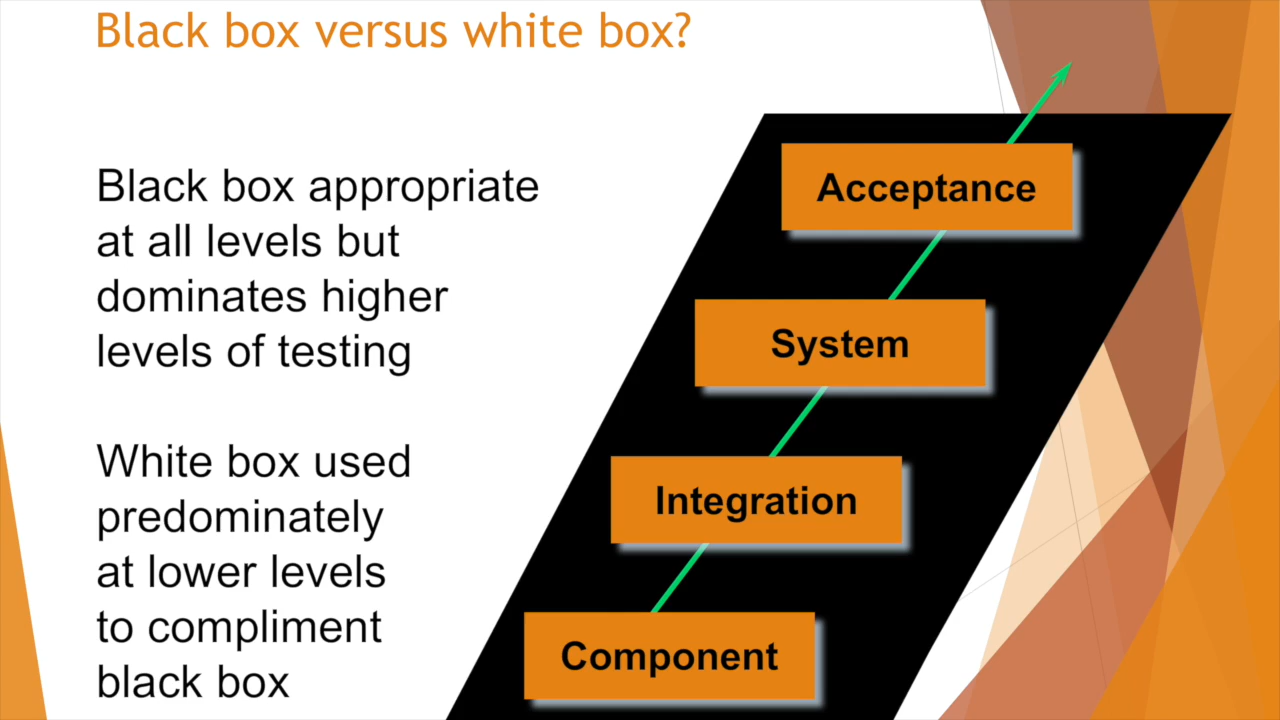 Black box versus white box?
Black box appropriate
at all levels but
dominates higher
levels of testing
White box used
predominately
at lower levels
to compliment
black box
Acceptance
System
Integration
Component